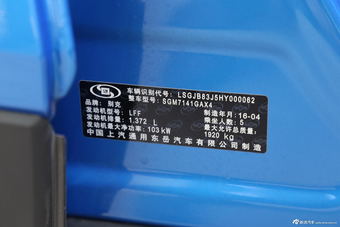 车辆识别代号: LSGJB83J5HY000062
整车型号: SGM7141GAX4
品牌: 别克 制造年月: 16-04
发动机型号: LFF 乘坐人数: 5
发动机排量: 1.372 L 最大允许总质量:
发动机最大净功率: 103 kW 1920 kg
中国上汽通用东岳汽车有限公司制造